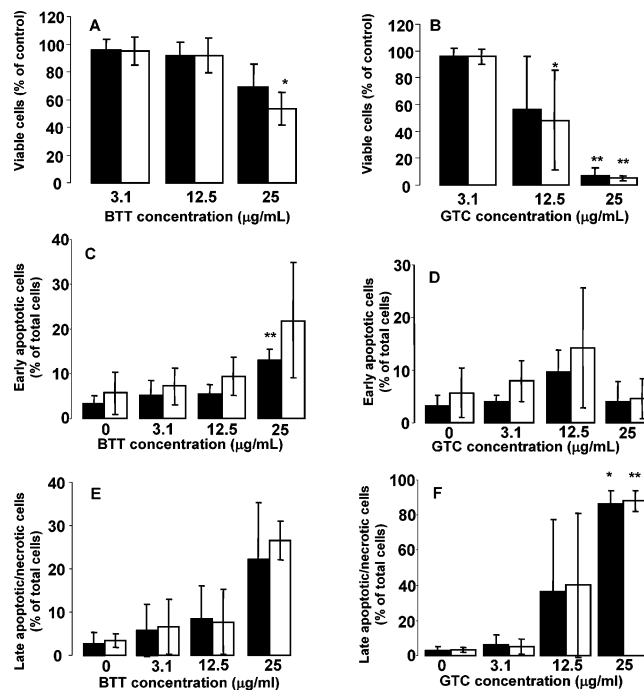 A
Viable cells (% of control)
120
100
80
60
40
20
0
*
3.1 12.5 25
BTT concentration (µg/mL)
B
Viable cells (% of control)
120
100
80
60
40
20
0
*
** **
3.1 12.5 25
GTC concentration (µg/mL)
C
Early apoptotic cells
(% of total cells)
40
30
20
10
0
**
0 3.1 12.5 25
BTT concentration (µg/mL)
D
Early apoptotic cells
(% of total cells)
30
20
10
0
0 3.1 12.5 25
GTC concentration (µg/mL)
E
Late apoptotic/necrotic cells
(% of total cells)
40
30
20
10
0
0 3.1 12.5 25
BTT concentration (µg/ml)
F
Late apoptotic/necrotic cells
(% of total cells)
100
80
60
40
20
0
* **
0 3.1 12.5 25
GTC concentration (µg/mL)